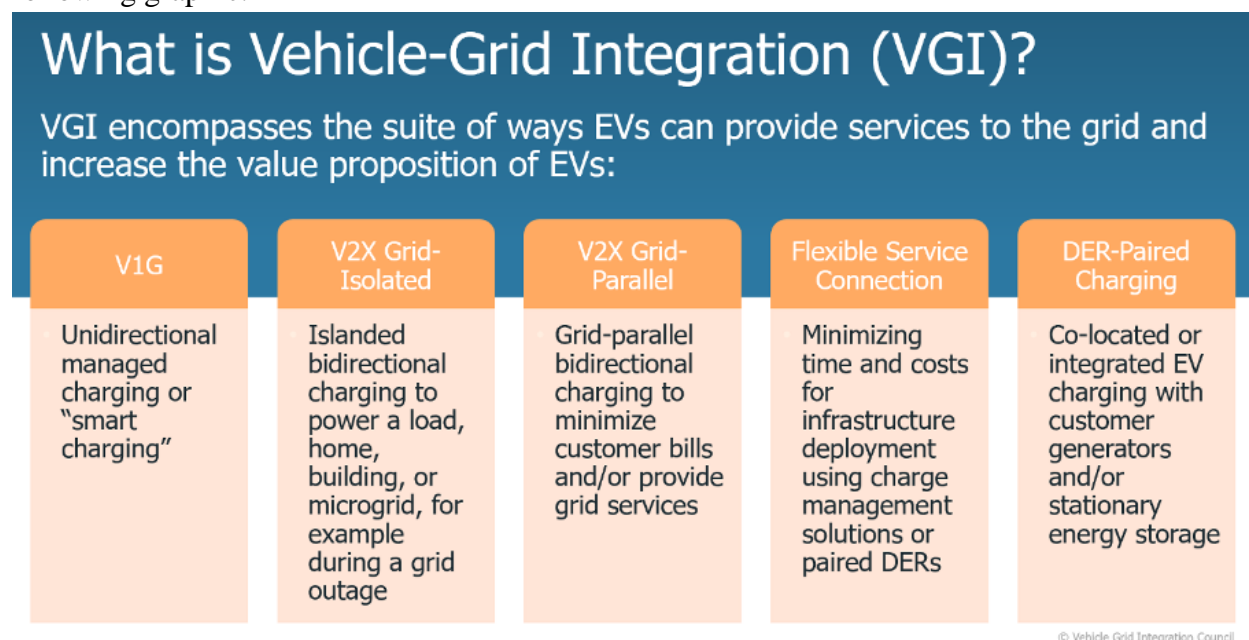 What is Vehicle-Grid Integration (VGI)?
VGI encompasses the suite of ways EVs can provide services to the grid and
increase the value proposition of EVs:
V1G
Unidirectional
managed
charging or
“smart
charging”
V2X Grid-
Isolated
Islanded
bidirectional
charging to
power a load,
home,
building, or
microgrid, for
example
during a grid
outage
V2X Grid-
Parallel
Grid-parallel
bidirectional
charging to
minimize
customer bills
and/or provide
grid services
Flexible Service
Connection
Minimizing
time and costs
for
infrastructure
deployment
using charge
management
solutions or
paired DERs
DER-Paired
Charging
Co-located or
integrated EV
charging with
customer
generators
and/or
stationary
energy storage
© Vehicle Grid Integration Council